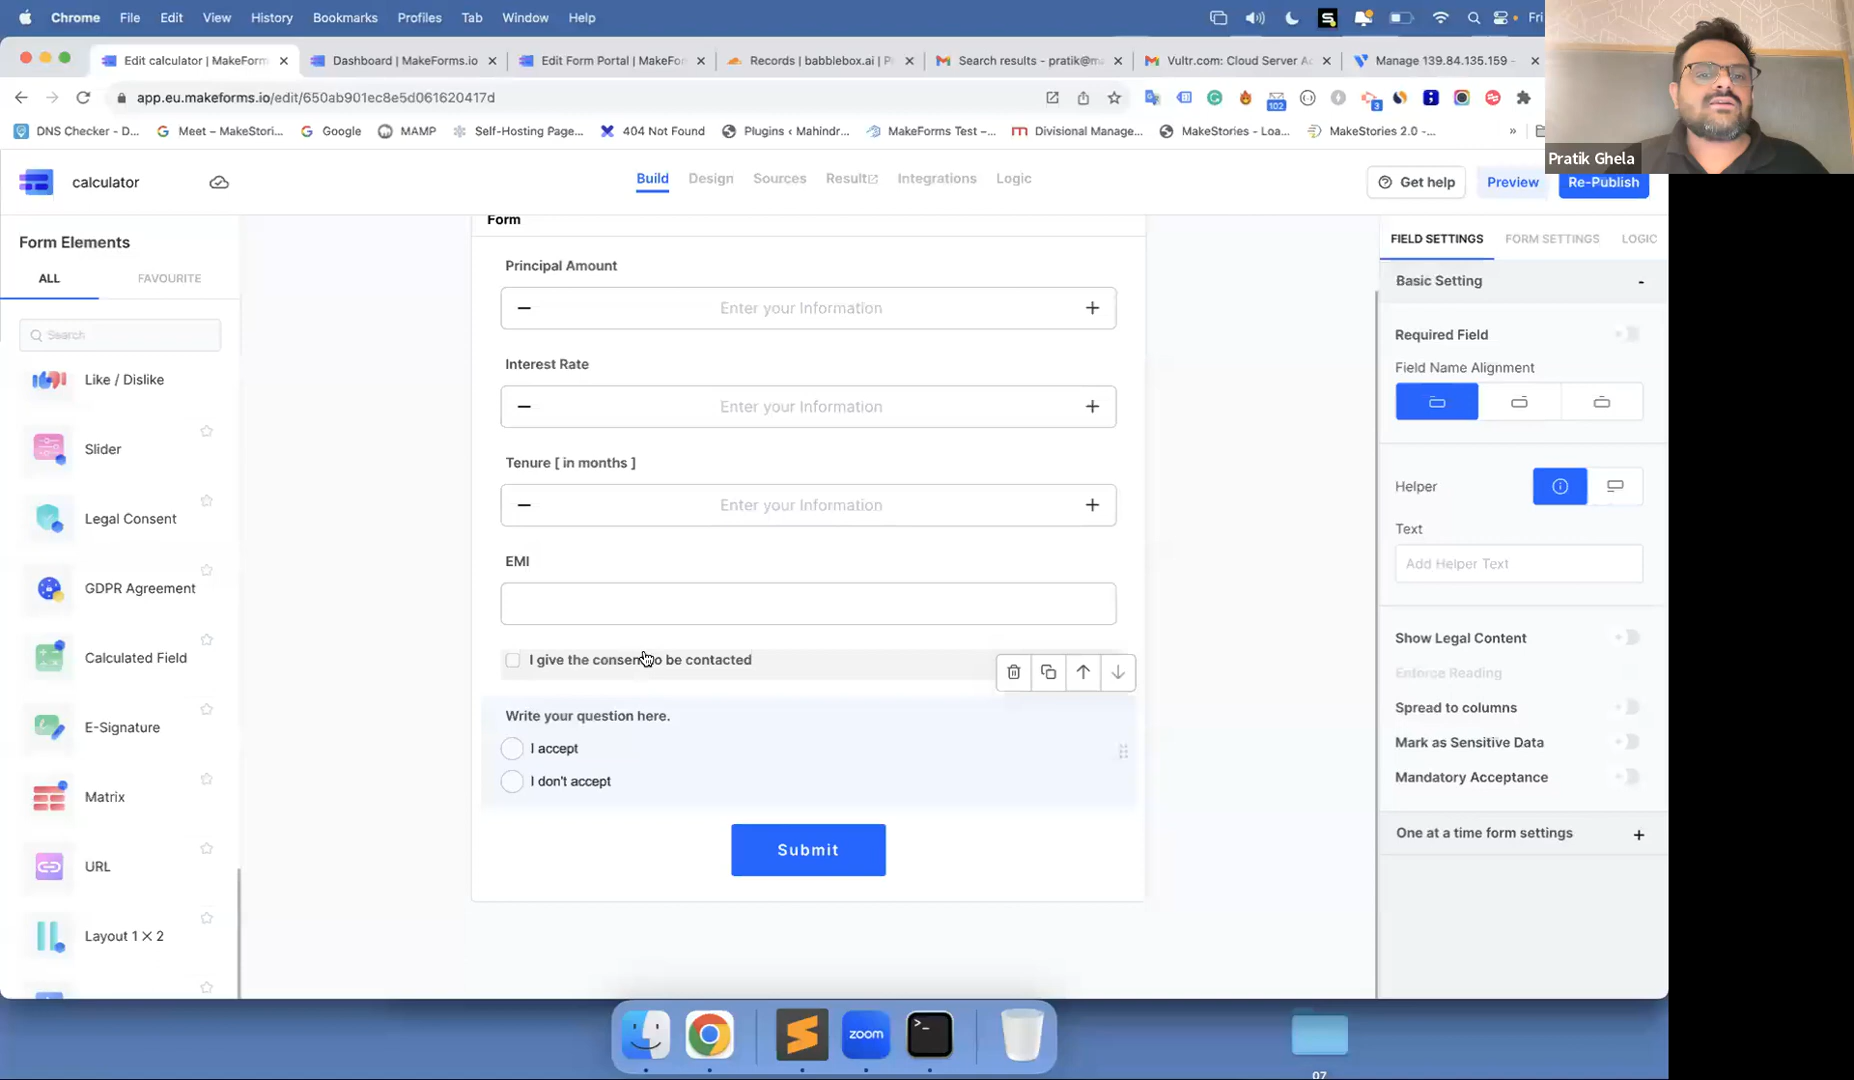 Chrome File Edit View History Bookmarks Profiles Tab Window Help Fri
Edit calculator | MakeForm
Dashboard | MakeForms.io
Edit Form Portal | MakeFor
Records | babblebox.ai | P
Search results - pratik@m
Vultr.com: Cloud Server A
Manage 139.84.135.159 -
app.eu.makeforms.io/edit/650ab901ec8e5d061620417d
102
3
DNS Checker - D...
Meet – MakeStori...
Google
MAMP
Self-Hosting Page...
404 Not Found
Plugins ‹ Mahindr...
MakeForms Test –...
Divisional Manage...
MakeStories - Loa...
MakeStories 2.0 -...
»
Pratik Ghela
calculator
Build Design Sources Result Integrations Logic
Get help
Preview
Re-Publish
Form Elements
ALL FAVOURITE
Search
Like / Dislike
Slider
Legal Consent
GDPR Agreement
Calculated Field
E-Signature
Matrix
URL
Layout 1 X 2
Form
Principal Amount
Enter your Information
Interest Rate
Enter your Information
Tenure [ in months ]
Enter your Information
EMI
I give the consent to be contacted
Write your question here.
I accept
I don't accept
Submit
FIELD SETTINGS FORM SETTINGS LOGIC
Basic Setting -
Required Field
Field Name Alignment
Helper
Text
Add Helper Text
Show Legal Content
Enforce Reading
Spread to columns
Mark as Sensitive Data
Mandatory Acceptance
One at a time form settings +
zoom
07